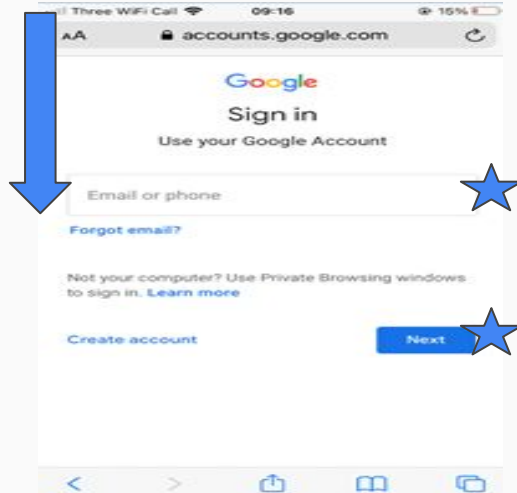 Three WiFi Call 09:16 15%
AA accounts.google.com
Google
Sign in
Use your Google Account
Email or phone
Forgot email?
Not your computer? Use Private Browsing windows
to sign in. Learn more
Create account Next